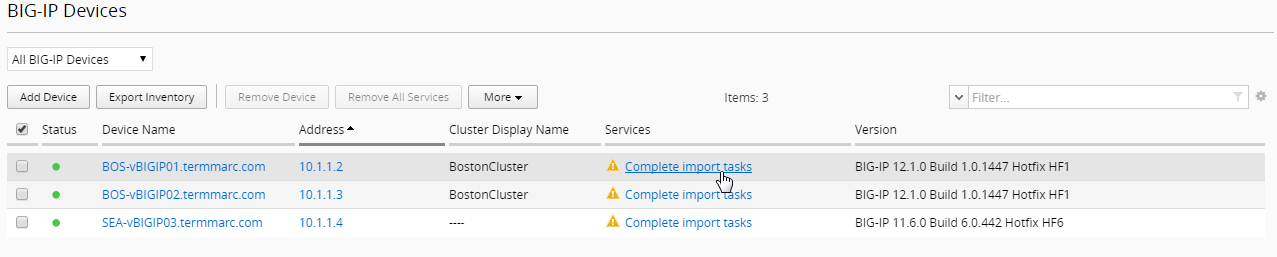 BIG-IP Devices
All BIG-IP Devices
Add Device Export Inventory Remove Device Remove All Services More Items: 3 Filter...
Status Device Name Address Cluster Display Name Services Version
BOS-vBIGIP01.termmarc.com 10.1.1.2 BostonCluster Complete import tasks BIG-IP 12.1.0 Build 1.0.1447 Hotfix HF1
BOS-vBIGIP02.termmarc.com 10.1.1.3 BostonCluster Complete import tasks BIG-IP 12.1.0 Build 1.0.1447 Hotfix HF1
SEA-vBIGIP03.termmarc.com 10.1.1.4 ---- Complete import tasks BIG-IP 11.6.0 Build 6.0.442 Hotfix HF6